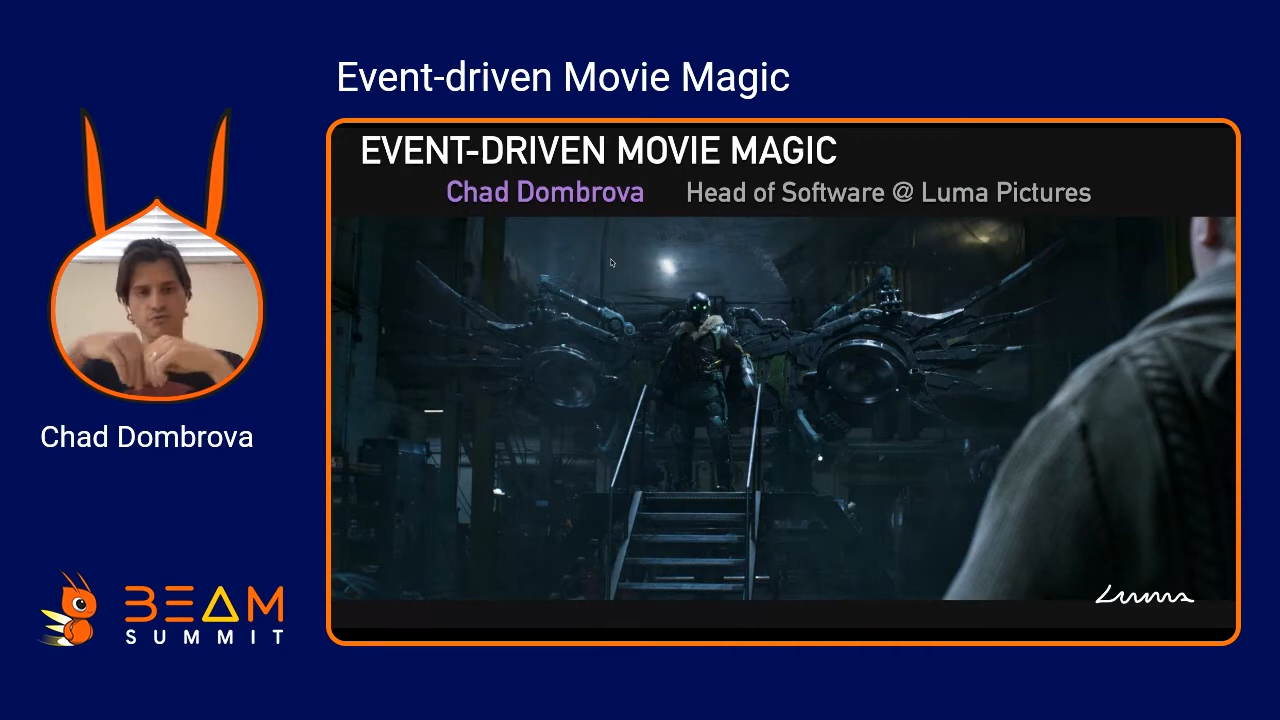 Event-driven Movie Magic
EVENT-DRIVEN MOVIE MAGIC
Chad Dombrova Head of Software @ Luma Pictures
Luma
Chad Dombrova
BEAM
SUMMIT